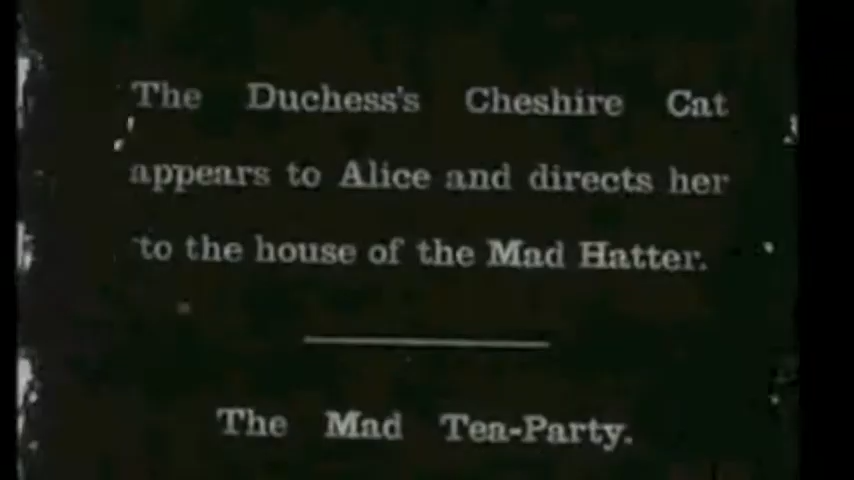 The Duchess's Cheshire Cat
appears to Alice and directs her
to the house of the Mad Hatter.
The Mad Tea-Party.